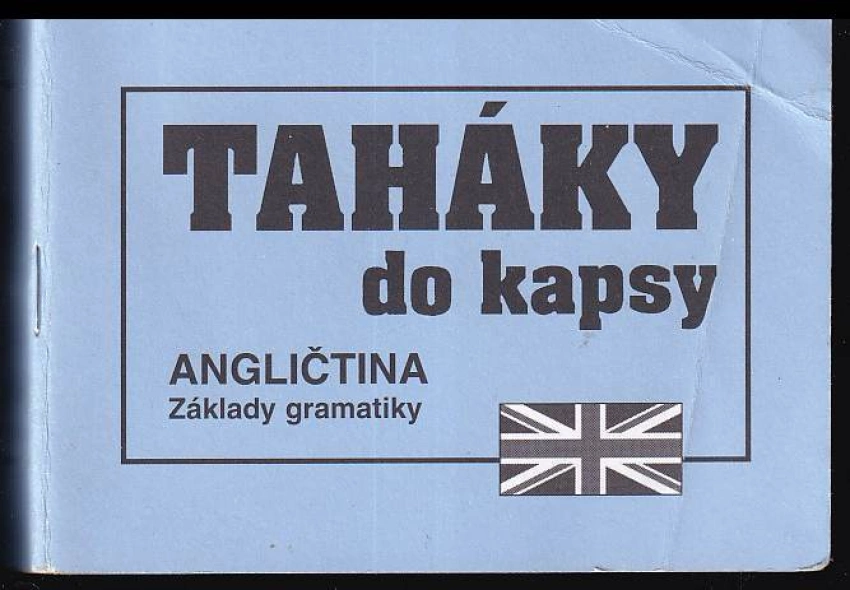 TAHÁKY
do kapsy
ANGLIČTINA
Základy gramatiky